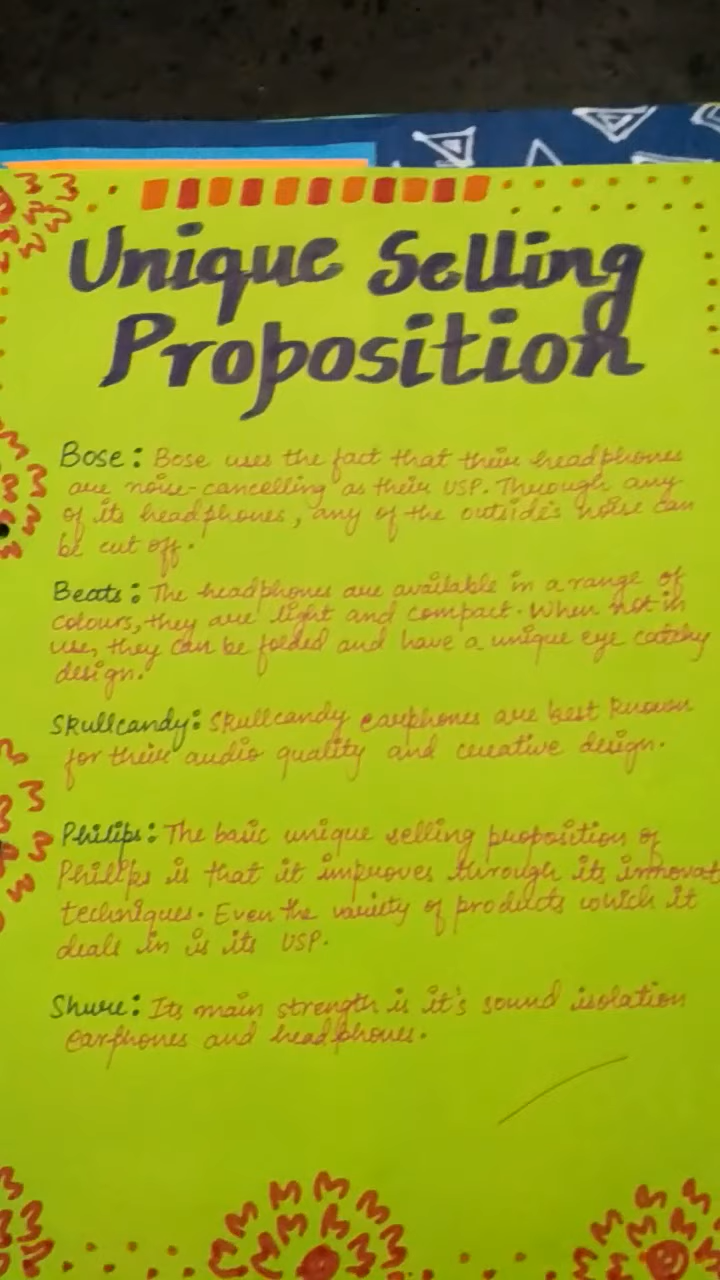 Unique Selling
Proposition
Bose: Bose uses the fact that their headphones
are noise-cancelling as their USP. Through any
of its headphones, any of the outside's noise can
be cut off.
Beats: The headphones are available in a range of
colours, they are light and compact. When not in
use, they can be folded and have a unique eye catchy
design.
Skullcandy: Skullcandy earphones are best known
for their audio quality and creative design.
Philips: The basic unique selling proposition of
Philips is that it improves through its innovat
techniques. Even the variety of products which it
deals in is its USP.
Shure: Its main strength is it's sound isolation
earphones and headphones.